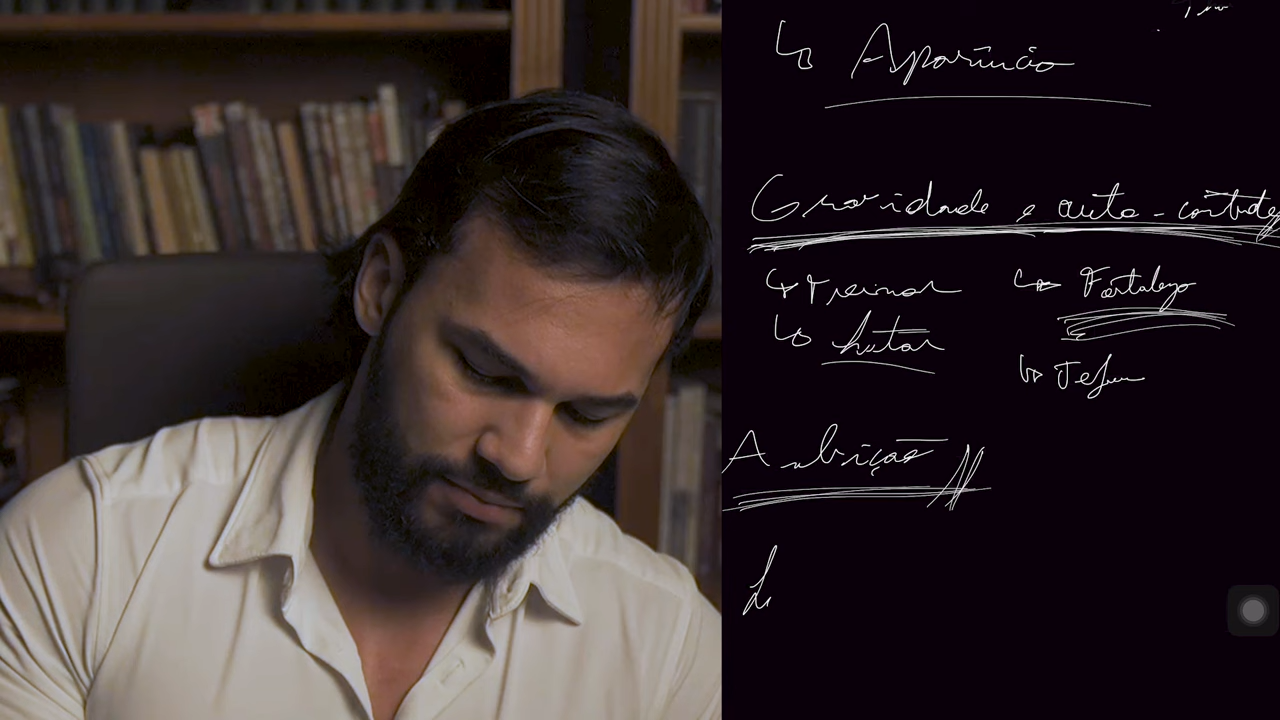 ↳ Aparência
Gravidade e auto-controle
↳ Treinar
↳ Fortaleza
↳ lutar
↳ Jejum
Ambição